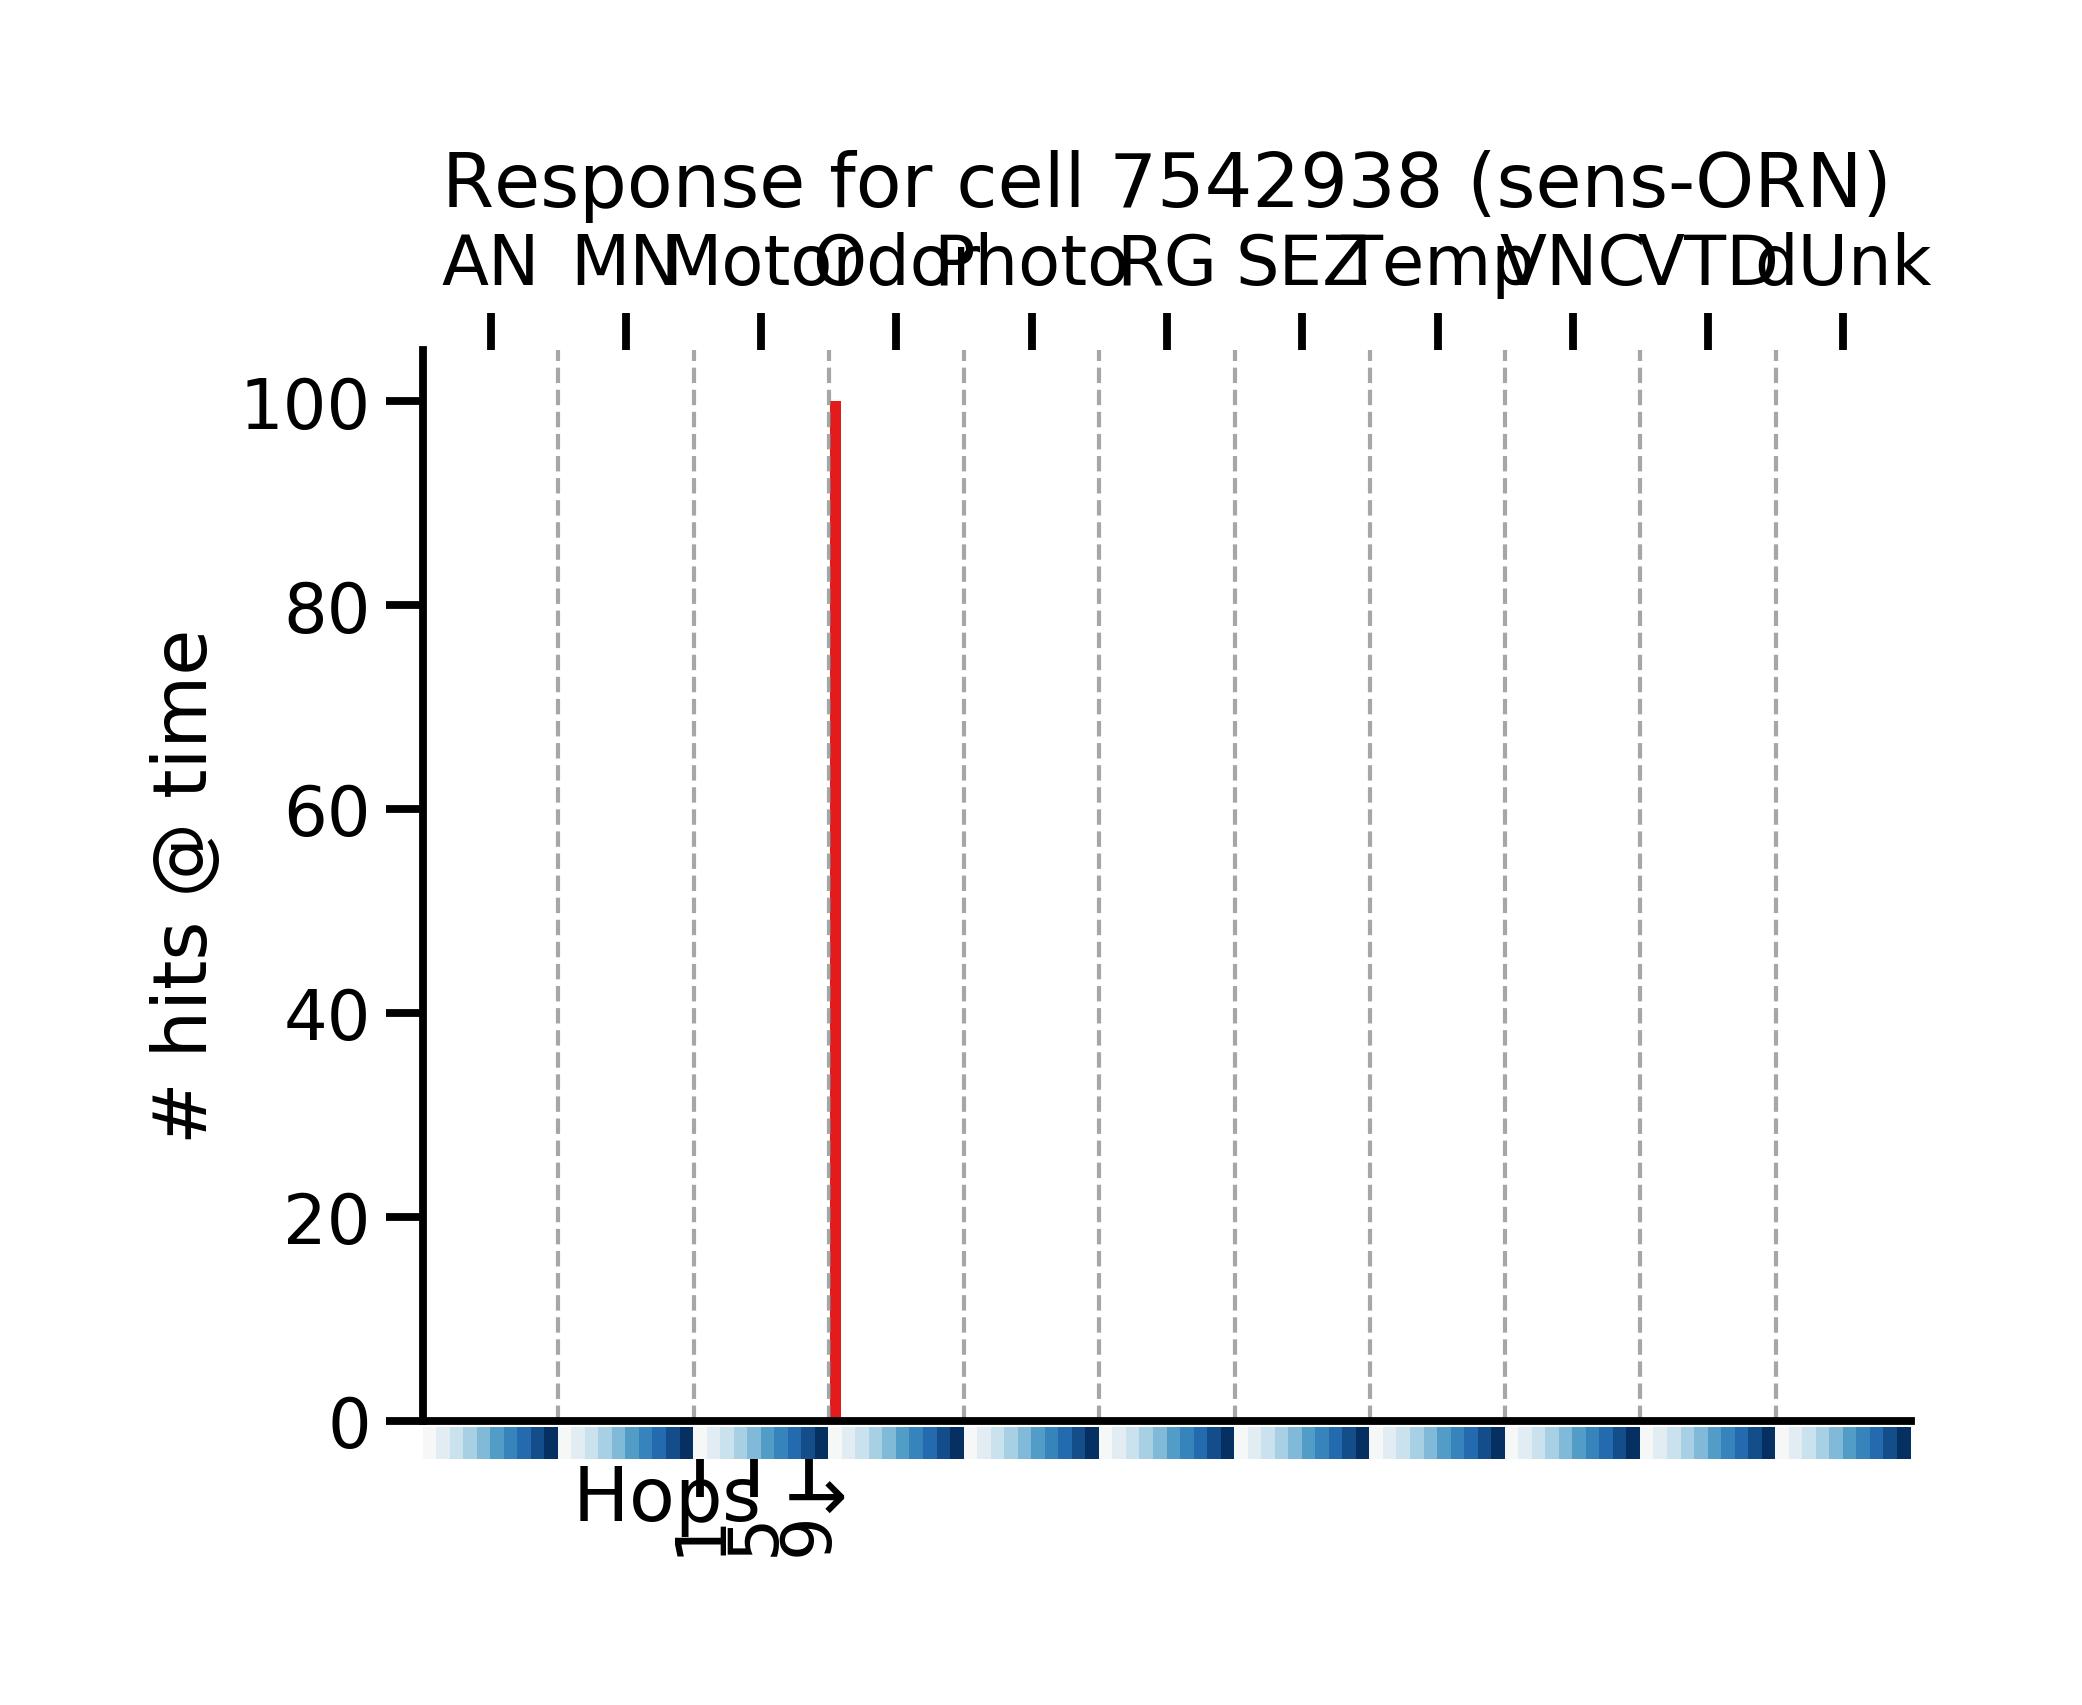 Response for cell 7542938 (sens-ORN)
AN MN Motor Odor Photo RG SEZ Temp VNC VTD dUnk
100
80
60
40
20
0
# hits @ time
Hops →
1 5 9